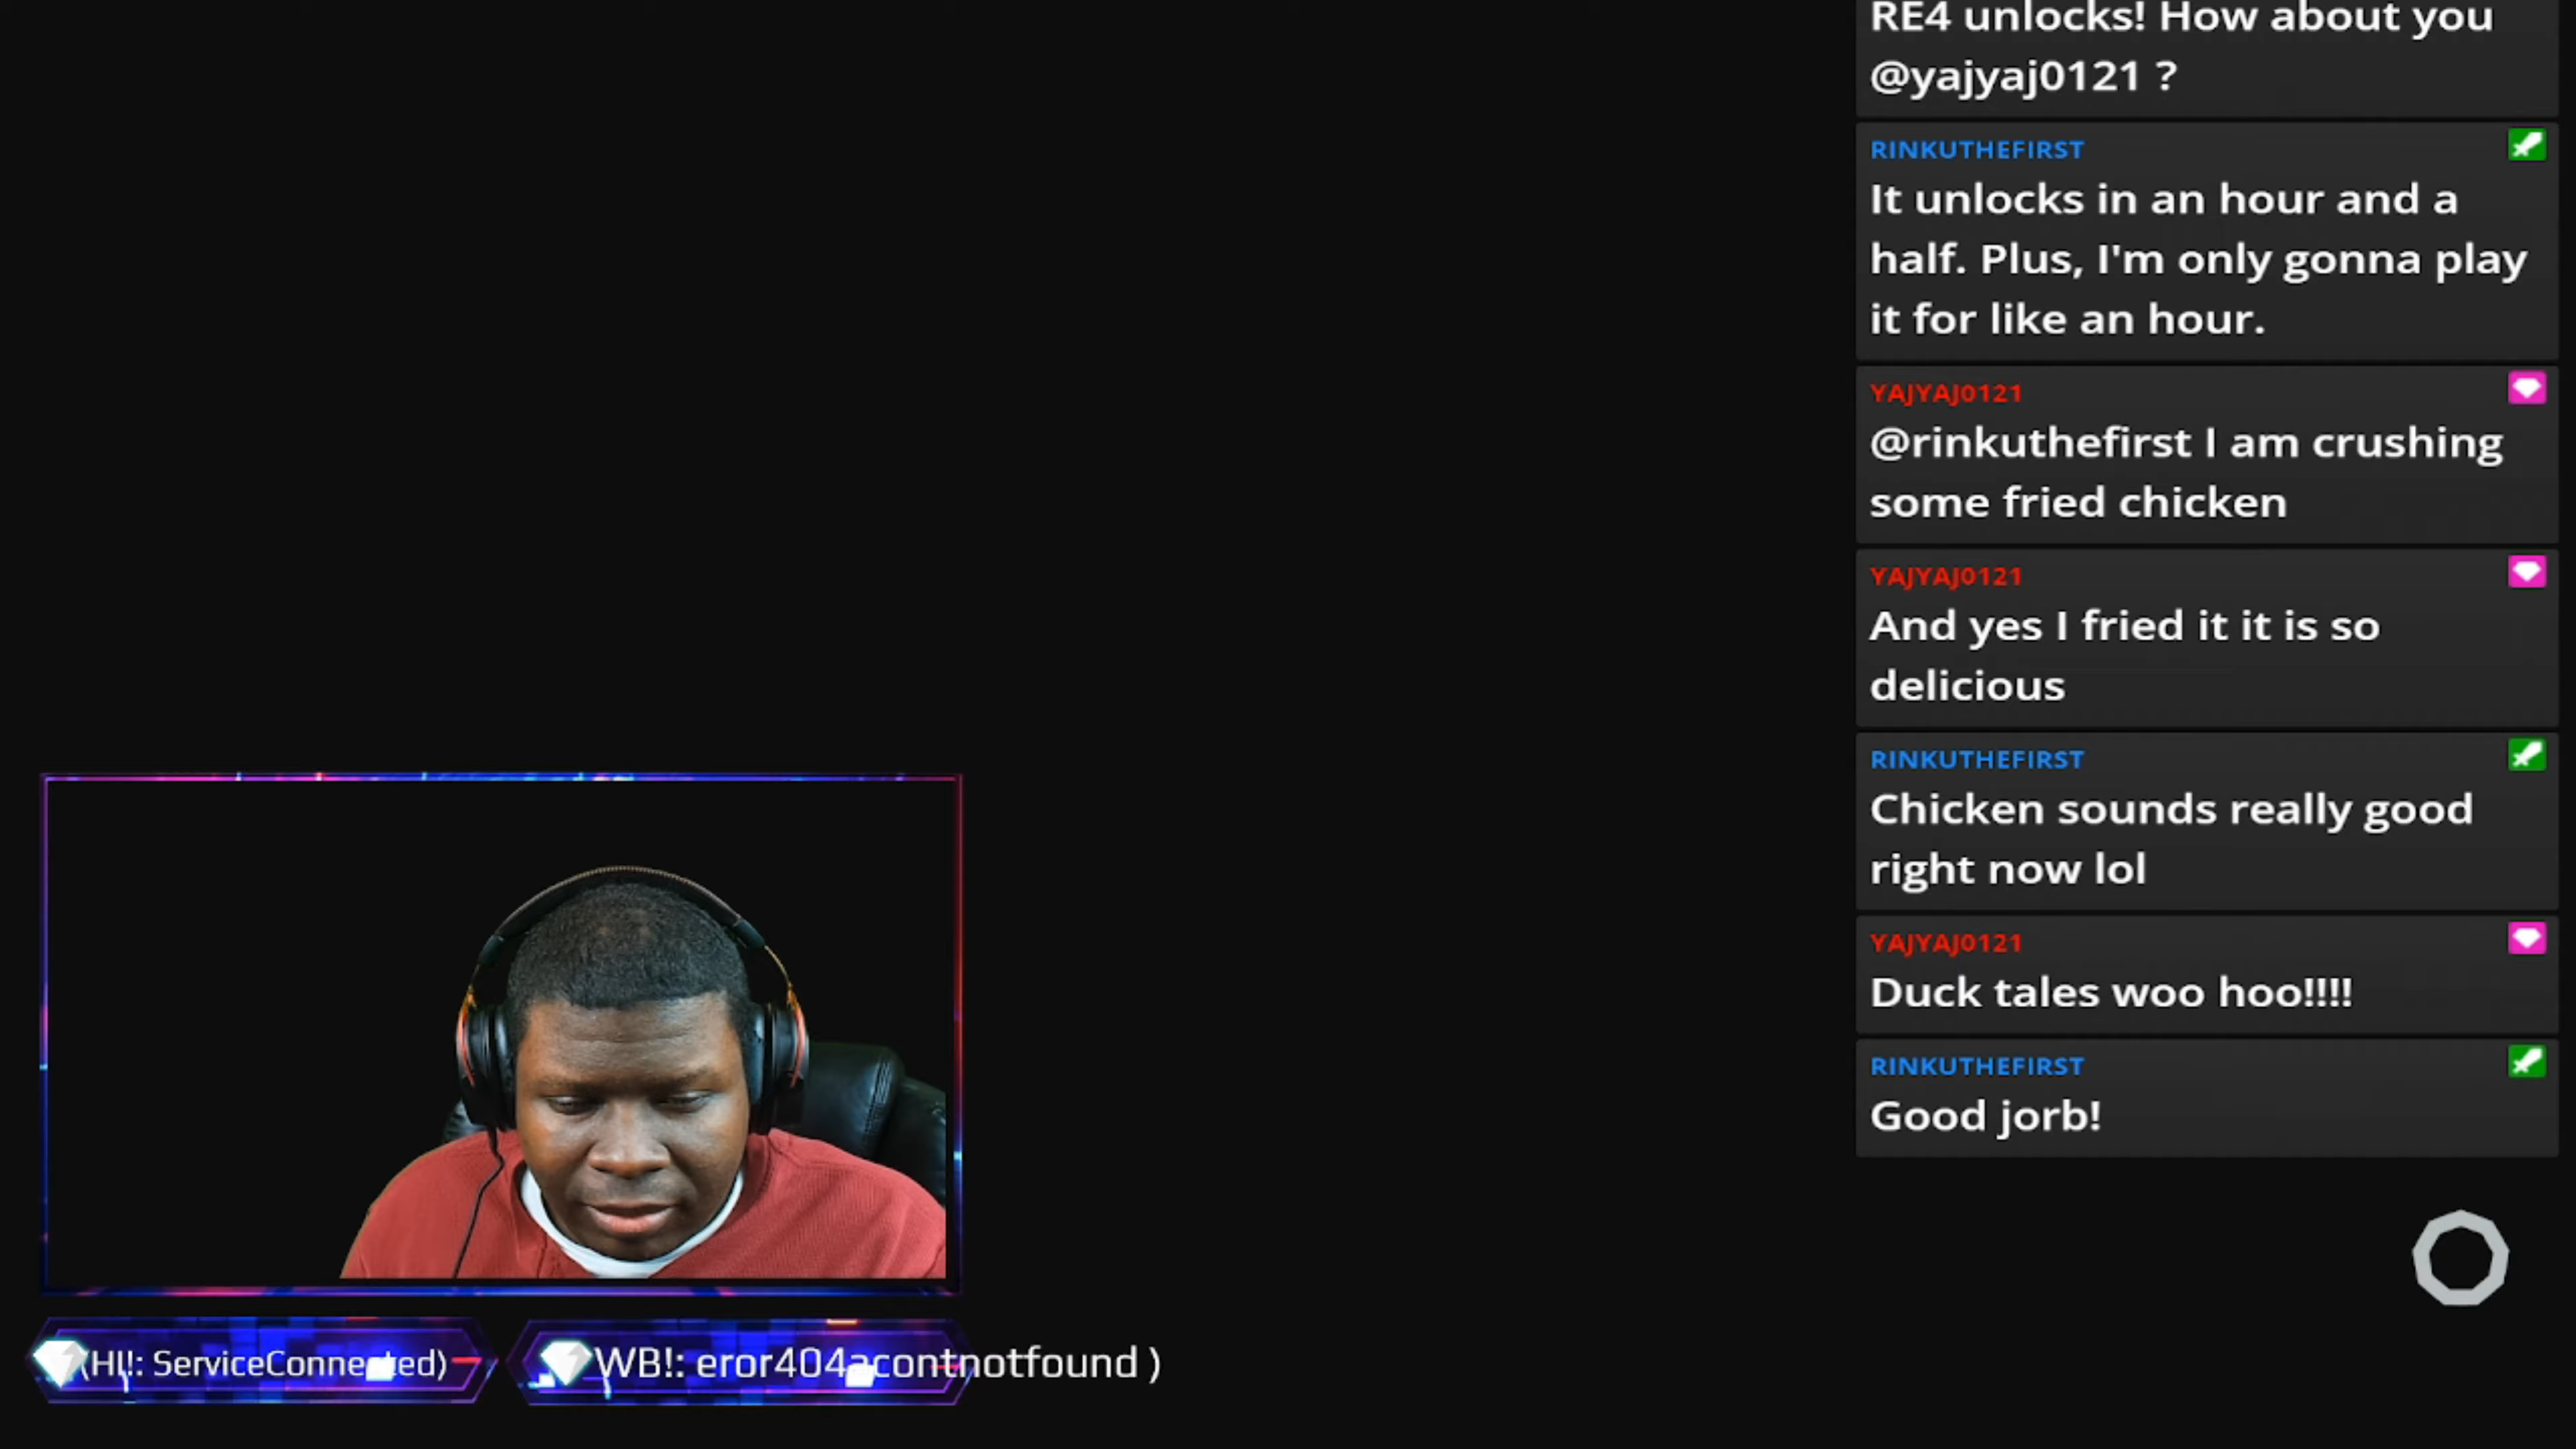 RE4 unlocks! How about you
@yajyaj0121 ?
RINKUTHEFIRST
It unlocks in an hour and a
half. Plus, I'm only gonna play
it for like an hour.
YAJYAJ0121
@rinkuthefirst I am crushing
some fried chicken
YAJYAJ0121
And yes I fried it it is so
delicious
RINKUTHEFIRST
Chicken sounds really good
right now lol
YAJYAJ0121
Duck tales woo hoo!!!!
RINKUTHEFIRST
Good jorb!
(HI!: ServiceConnected)
WB!: eror404acontnotfound )